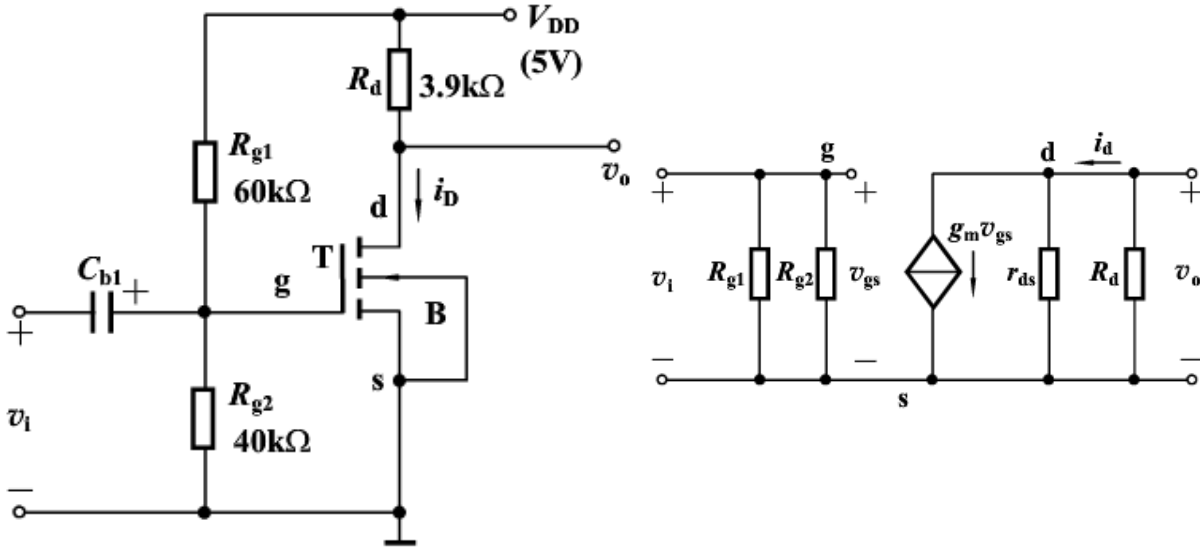 V_DD
(5V)
R_d 3.9kΩ
R_g1
60kΩ
v_o
i_D
d
T
C_b1
+
g
B
+
s
R_g2
v_i
40kΩ
−
g
d
i_d
+
+
+
g_m v_gs
v_i
R_g1
R_g2
v_gs
r_ds
R_d
v_o
−
−
−
s